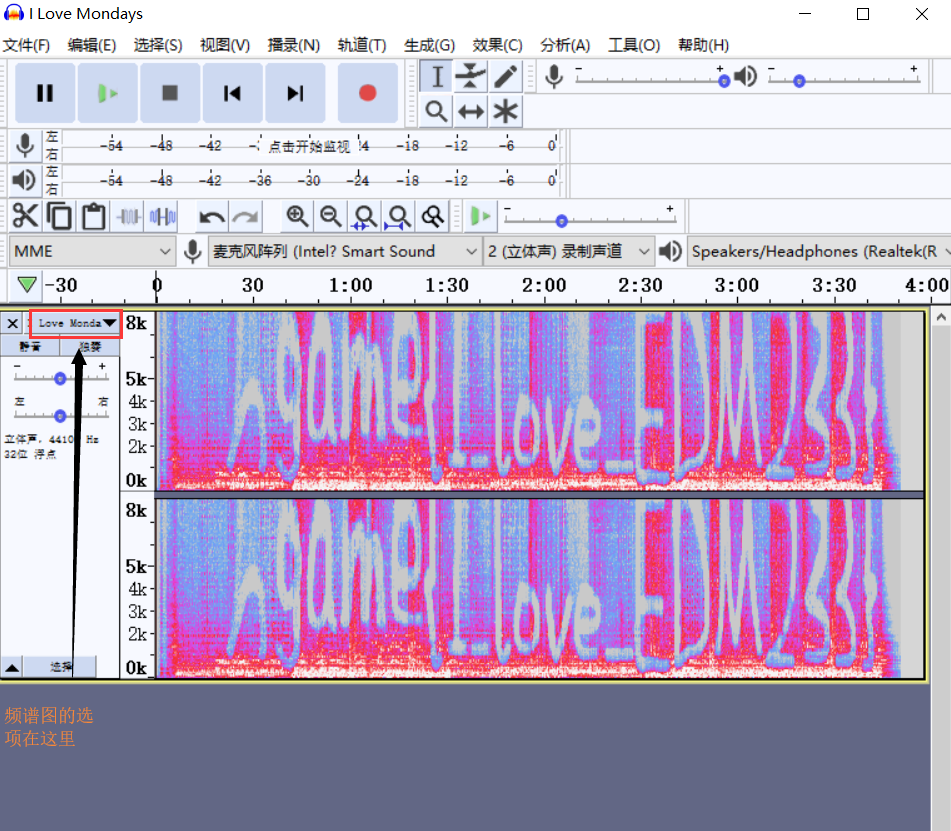 I Love Mondays
文件(F) 编辑(E) 选择(S) 视图(V) 播录(N) 轨道(T) 生成(G) 效果(C) 分析(A) 工具(O) 帮助(H)
- + - +
左 -54 -48 -42 点击开始监视 -18 -12 -6 0
右
左 -54 -48 -42 -36 -30 -24 -18 -12 -6 0
右
- +
MME 麦克风阵列 (Intel? Smart Sound 2 (立体声) 录制声道 Speakers/Headphones (Realtek(R
-30 0 30 1:00 1:30 2:00 2:30 3:00 3:30 4:00
Love Monda
静音 独奏
- +
左 右
立体声, 4410 Hz
32位 浮点
选择
8k
5k
4k
3k
2k
0k
ngame{I_love_EDM233}
8k
5k
4k
3k
2k
0k
ngame{I_love_EDM233}
频谱图的选
项在这里